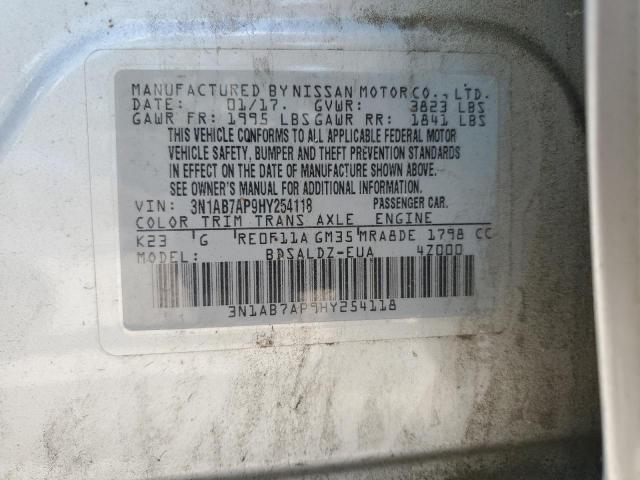 MANUFACTURED BY NISSAN MOTOR CO., LTD.
DATE: 01/17. GVWR: 3823 LBS
GAWR FR: 1995 LBS GAWR RR: 1841 LBS
THIS VEHICLE CONFORMS TO ALL APPLICABLE FEDERAL MOTOR
VEHICLE SAFETY, BUMPER AND THEFT PREVENTION STANDARDS
IN EFFECT ON THE DATE OF MANUFACTURE SHOWN ABOVE.
SEE OWNER'S MANUAL FOR ADDITIONAL INFORMATION.
VIN: 3N1AB7AP9HY254118 PASSENGER CAR.
COLOR TRIM TRANS AXLE ENGINE
K23 G RE0F11A GM35 MRA8DE 1798 CC
MODEL: BDSALDZ-EUA 4Z000
3N1AB7AP9HY254118